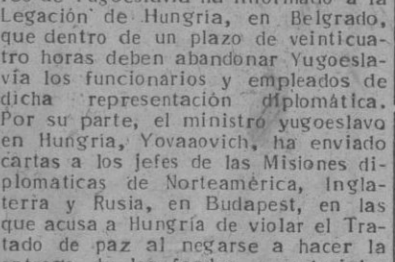 Legación de Hungría, en Belgrado,
que dentro de un plazo de veinticua-
tro horas deben abandonar Yugoesla-
vía los funcionarios y empleados de
dicha representación diplomática.
Por su parte, el ministro yugoeslavo
en Hungría, Yovaaovich, ha enviado
cartas a los jefes de las Misiones di-
plomaticas de Norteamérica, Ingla-
terra y Rusia, en Budapest, en las
que acusa a Hungría de violar el Tra-
tado de paz al negarse a hacer la